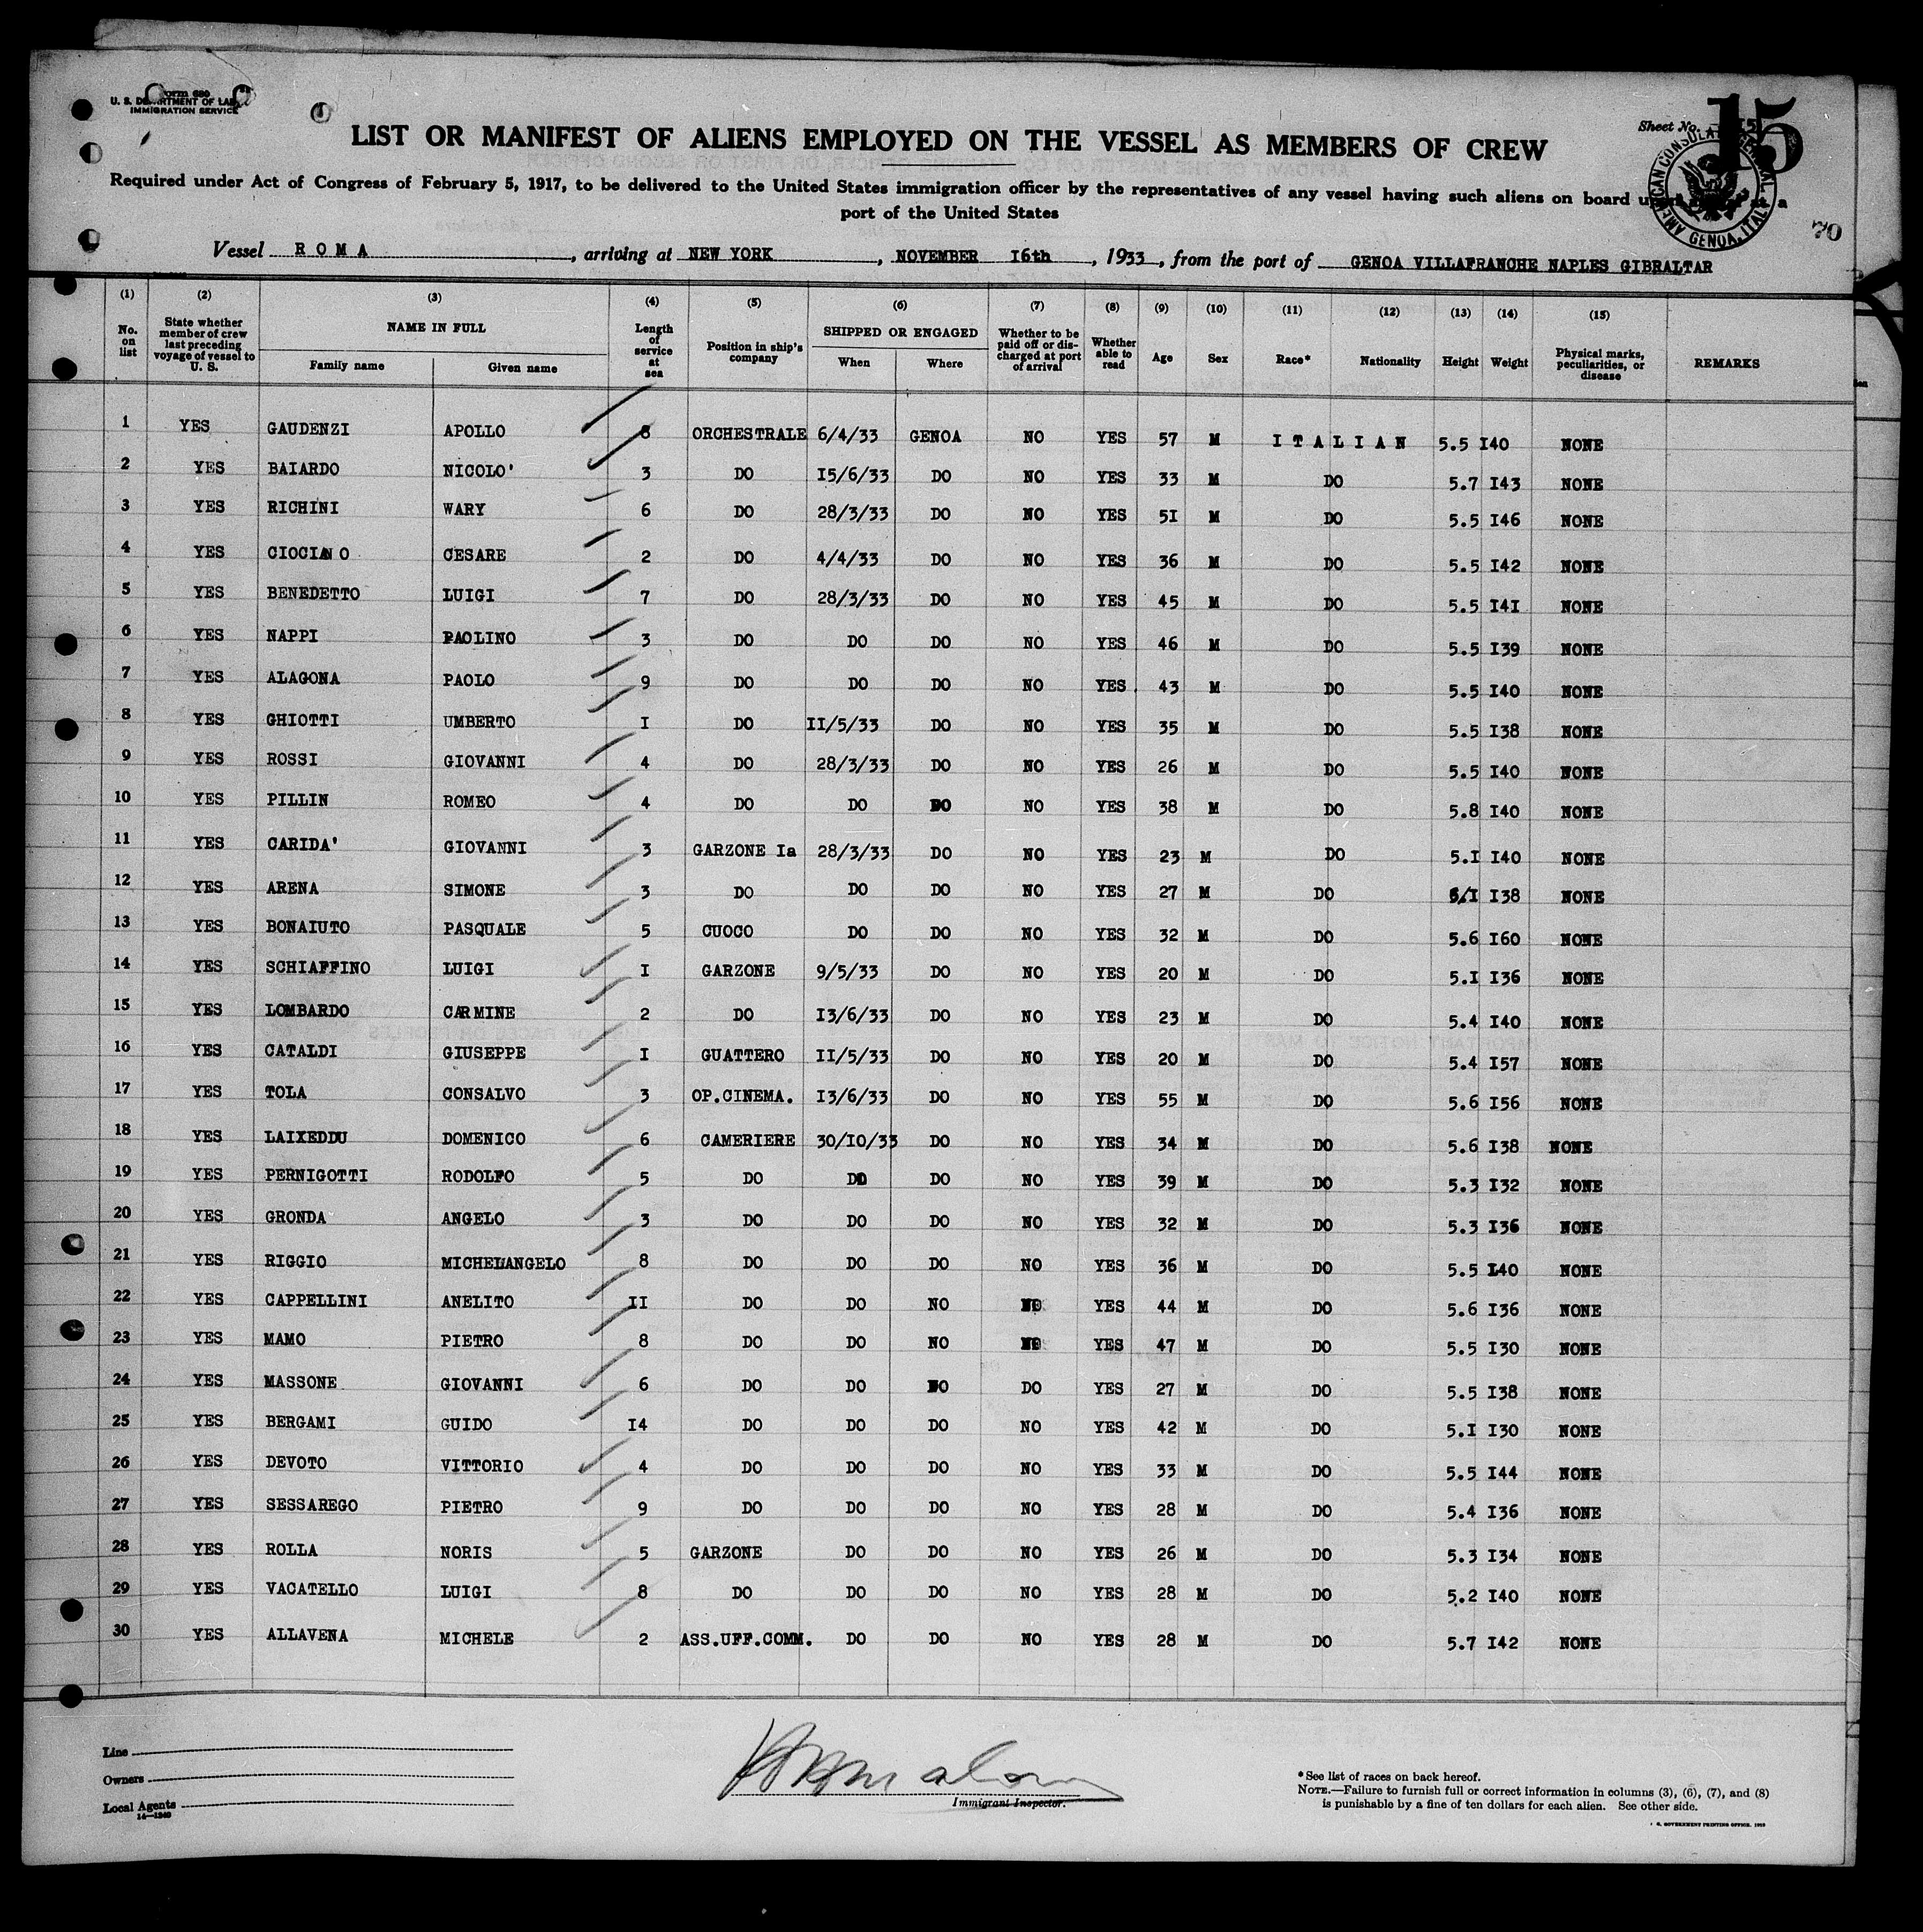 Form 680
U. S. DEPARTMENT OF LABOR
IMMIGRATION SERVICE
Sheet No. 15
15
AMERICAN CONSULATE GENERAL GENOA, ITALY
70
LIST OR MANIFEST OF ALIENS EMPLOYED ON THE VESSEL AS MEMBERS OF CREW
Required under Act of Congress of February 5, 1917, to be delivered to the United States immigration officer by the representatives of any vessel having such aliens on board upon arrival at a
port of the United States
Vessel ROMA, arriving at NEW YORK, NOVEMBER I6th, 1933, from the port of GENOA VILLAFRANCHE NAPLES GIBRALTAR
(1) (2) (3) (4) (5) (6) (7) (8) (9) (10) (11) (12) (13) (14) (15)
No. on list State whether member of crew last preceding voyage of vessel to U. S. NAME IN FULL Family name Given name Length of service at sea Position in ship's company SHIPPED OR ENGAGED When Where Whether to be paid off or discharged at port of arrival Whether able to read Age Sex Race* Nationality Height Weight Physical marks, peculiarities, or disease REMARKS
1 YES GAUDENZI APOLLO 8 ORCHESTRALE 6/4/33 GENOA NO YES 57 M ITALIAN 5.5 I40 NONE
2 YES BAIARDO NICOLO' 3 DO I5/6/33 DO NO YES 33 M DO 5.7 I43 NONE
3 YES RICHINI WARY 6 DO 28/3/33 DO NO YES 5I M DO 5.5 I46 NONE
4 YES CIOCIANO CESARE 2 DO 4/4/33 DO NO YES 36 M DO 5.5 I42 NONE
5 YES BENEDETTO LUIGI 7 DO 28/3/33 DO NO YES 45 M DO 5.5 I4I NONE
6 YES NAPPI PAOLINO 3 DO DO DO NO YES 46 M DO 5.5 I39 NONE
7 YES ALAGONA PAOLO 9 DO DO DO NO YES. 43 M DO 5.5 I40 NONE
8 YES GHIOTTI UMBERTO I DO II/5/33 DO NO YES 35 M DO 5.5 I38 NONE
9 YES ROSSI GIOVANNI 4 DO 28/3/33 DO NO YES 26 M DO 5.5 I40 NONE
10 YES PILLIN ROMEO 4 DO DO DO NO YES 38 M DO 5.8 I40 NONE
11 YES CARIDA' GIOVANNI 3 GARZONE Ia 28/3/33 DO NO YES 23 M DO 5.I I40 NONE
12 YES ARENA SIMONE 3 DO DO DO NO YES 27 M DO 6/I I38 NONE
13 YES BONAIUTO PASQUALE 5 CUOCO DO DO NO YES 32 M DO 5.6 I60 NONE
14 YES SCHIAFFINO LUIGI I GARZONE 9/5/33 DO NO YES 20 M DO 5.I I36 NONE
15 YES LOMBARDO CARMINE 2 DO I3/6/33 DO NO YES 23 M DO 5.4 I40 NONE
16 YES CATALDI GIUSEPPE I GUATTERO II/5/33 DO NO YES 20 M DO 5.4 I57 NONE
17 YES TOLA CONSALVO 3 OP.CINEMA. I3/6/33 DO NO YES 55 M DO 5.6 I56 NONE
18 YES LAIXEDDU DOMENICO 6 CAMERIERE 30/I0/33 DO NO YES 34 M DO 5.6 I38 NONE
19 YES PERNIGOTTI RODOLFO 5 DO DO DO NO YES 39 M DO 5.3 I32 NONE
20 YES GRONDA ANGELO 3 DO DO DO NO YES 32 M DO 5.3 I36 NONE
21 YES RIGGIO MICHELANGELO 8 DO DO DO NO YES 36 M DO 5.5 I40 NONE
22 YES CAPPELLINI ANELITO II DO DO NO NO YES 44 M DO 5.6 I36 NONE
23 YES MAMO PIETRO 8 DO DO NO NO YES 47 M DO 5.5 I30 NONE
24 YES MASSONE GIOVANNI 6 DO DO NO DO YES 27 M DO 5.5 I38 NONE
25 YES BERGAMI GUIDO I4 DO DO DO NO YES 42 M DO 5.I I30 NONE
26 YES DEVOTO VITTORIO 4 DO DO DO NO YES 33 M DO 5.5 I44 NONE
27 YES SESSAREGO PIETRO 9 DO DO DO NO YES 28 M DO 5.4 I36 NONE
28 YES ROLLA NORIS 5 GARZONE DO DO NO YES 26 M DO 5.3 I34 NONE
29 YES VACATELLO LUIGI 8 DO DO DO NO YES 28 M DO 5.2 I40 NONE
30 YES ALLAVENA MICHELE 2 ASS.UFF.COMM. DO DO NO YES 28 M DO 5.7 I42 NONE
Line
Owners
Local Agents
14—1240
Immigrant Inspector.
*See list of races on back hereof.
NOTE.—Failure to furnish full or correct information in columns (3), (6), (7), and (8)
is punishable by a fine of ten dollars for each alien. See other side.
GOVERNMENT PRINTING OFFICE